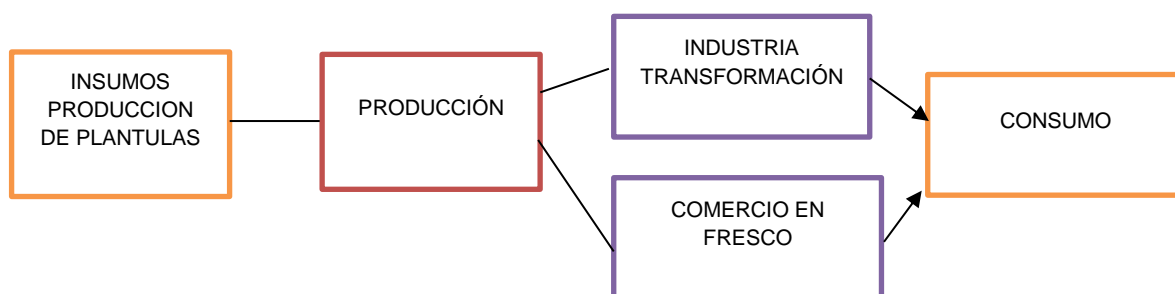 INSUMOS
PRODUCCION
DE PLANTULAS
PRODUCCIÓN
INDUSTRIA
TRANSFORMACIÓN
COMERCIO EN
FRESCO
CONSUMO